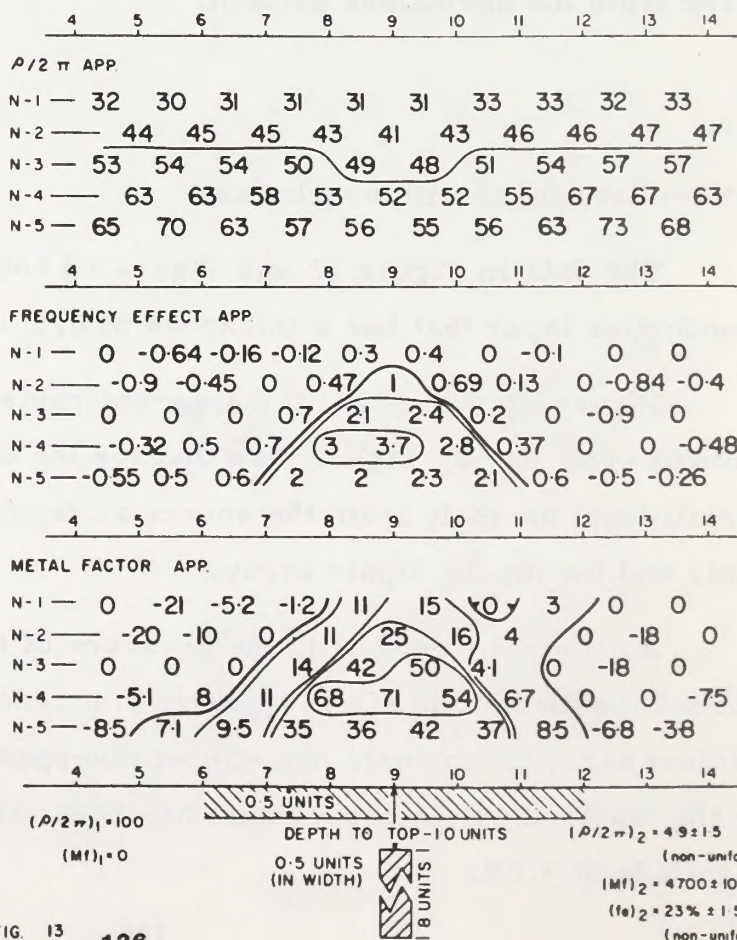 4 5 6 7 8 9 10 11 12 13 14
ρ/2 π APP.
N-1 — 32 30 31 31 31 31 33 33 32 33
N-2 — 44 45 45 43 41 43 46 46 47 47
N-3 — 53 54 54 50 49 48 51 54 57 57
N-4 — 63 63 58 53 52 52 55 67 67 63
N-5 — 65 70 63 57 56 55 56 63 73 68
4 5 6 7 8 9 10 11 12 13 14
FREQUENCY EFFECT APP.
N-1 — 0 -0·64 -0·16 -0·12 0·3 0·4 0 -0·1 0 0
N-2 — -0·9 -0·45 0 0·47 1 0·69 0·13 0 -0·84 -0·4
N-3 — 0 0 0 0·7 2·1 2·4 0·2 0 -0·9 0
N-4 — -0·32 0·5 0·7 3 3·7 2·8 0·37 0 0 -0·48
N-5 — -0·55 0·5 0·6 2 2 2·3 2·1 0·6 -0·5 -0·26
4 5 6 7 8 9 10 11 12 13 14
METAL FACTOR APP.
N-1 — 0 -21 -5·2 -1·2 11 15 0 3 0 0
N-2 — -20 -10 0 11 25 16 4 0 -18 0
N-3 — 0 0 0 14 42 50 4·1 0 -18 0
N-4 — -5·1 8 11 68 71 54 6·7 0 0 -7·5
N-5 — -8·5 7·1 9·5 35 36 42 37 8·5 -6·8 -3·8
4 5 6 7 8 9 10 11 12 13 14
0·5 UNITS
(ρ/2π)₁=100
DEPTH TO TOP-1·0 UNITS
(ρ/2π)₂=4·9±1·5
(Mf)₁=0
0·5 UNITS
(IN WIDTH)
1·8 UNITS
(non-unifo
(Mf)₂=4700±10
(fe)₂=23%±1·5
(non-unifo
FIG. 13